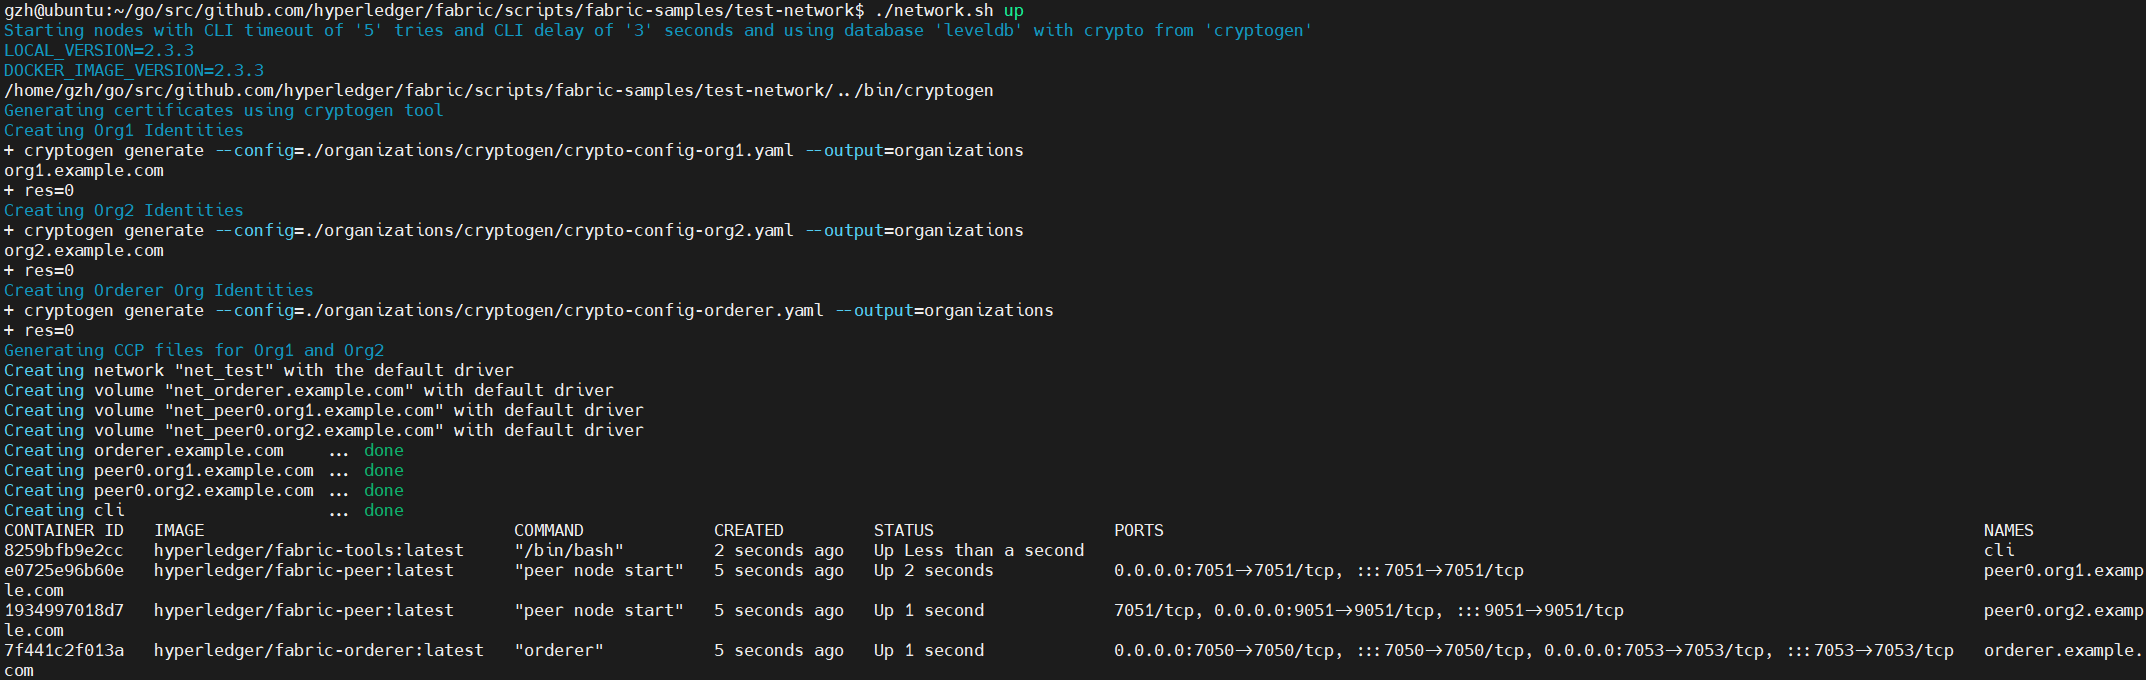 gzh@ubuntu:~/go/src/github.com/hyperledger/fabric/scripts/fabric-samples/test-network$ ./network.sh up
Starting nodes with CLI timeout of '5' tries and CLI delay of '3' seconds and using database 'leveldb' with crypto from 'cryptogen'
LOCAL_VERSION=2.3.3
DOCKER_IMAGE_VERSION=2.3.3
/home/gzh/go/src/github.com/hyperledger/fabric/scripts/fabric-samples/test-network/../bin/cryptogen
Generating certificates using cryptogen tool
Creating Org1 Identities
+ cryptogen generate --config=./organizations/cryptogen/crypto-config-org1.yaml --output=organizations
org1.example.com
+ res=0
Creating Org2 Identities
+ cryptogen generate --config=./organizations/cryptogen/crypto-config-org2.yaml --output=organizations
org2.example.com
+ res=0
Creating Orderer Org Identities
+ cryptogen generate --config=./organizations/cryptogen/crypto-config-orderer.yaml --output=organizations
+ res=0
Generating CCP files for Org1 and Org2
Creating network "net_test" with the default driver
Creating volume "net_orderer.example.com" with default driver
Creating volume "net_peer0.org1.example.com" with default driver
Creating volume "net_peer0.org2.example.com" with default driver
Creating orderer.example.com    ... done
Creating peer0.org1.example.com ... done
Creating peer0.org2.example.com ... done
Creating cli                    ... done
CONTAINER ID   IMAGE                               COMMAND             CREATED         STATUS                  PORTS                                                                                  NAMES
8259bfb9e2cc   hyperledger/fabric-tools:latest     "/bin/bash"         2 seconds ago   Up Less than a second                                                                                          cli
e0725e96b60e   hyperledger/fabric-peer:latest      "peer node start"   5 seconds ago   Up 2 seconds            0.0.0.0:7051->7051/tcp, :::7051->7051/tcp                                              peer0.org1.examp
le.com
1934997018d7   hyperledger/fabric-peer:latest      "peer node start"   5 seconds ago   Up 1 second             7051/tcp, 0.0.0.0:9051->9051/tcp, :::9051->9051/tcp                                    peer0.org2.examp
le.com
7f441c2f013a   hyperledger/fabric-orderer:latest   "orderer"           5 seconds ago   Up 1 second             0.0.0.0:7050->7050/tcp, :::7050->7050/tcp, 0.0.0.0:7053->7053/tcp, :::7053->7053/tcp   orderer.example.
com